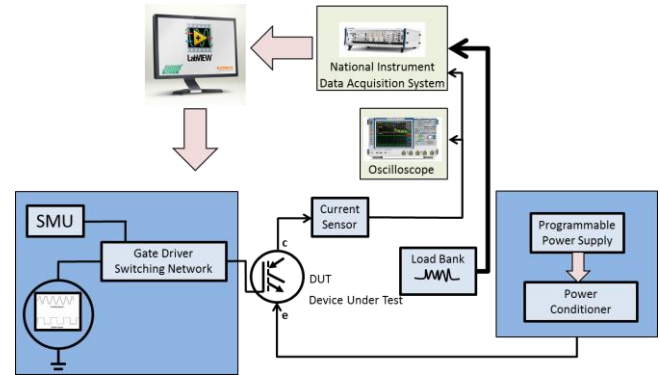 LabVIEW
National Instrument
Data Acquisition System
Oscilloscope
SMU
Gate Driver
Switching Network
Current
Sensor
c
DUT
Device Under Test
e
Load Bank
Programmable
Power Supply
Power
Conditioner